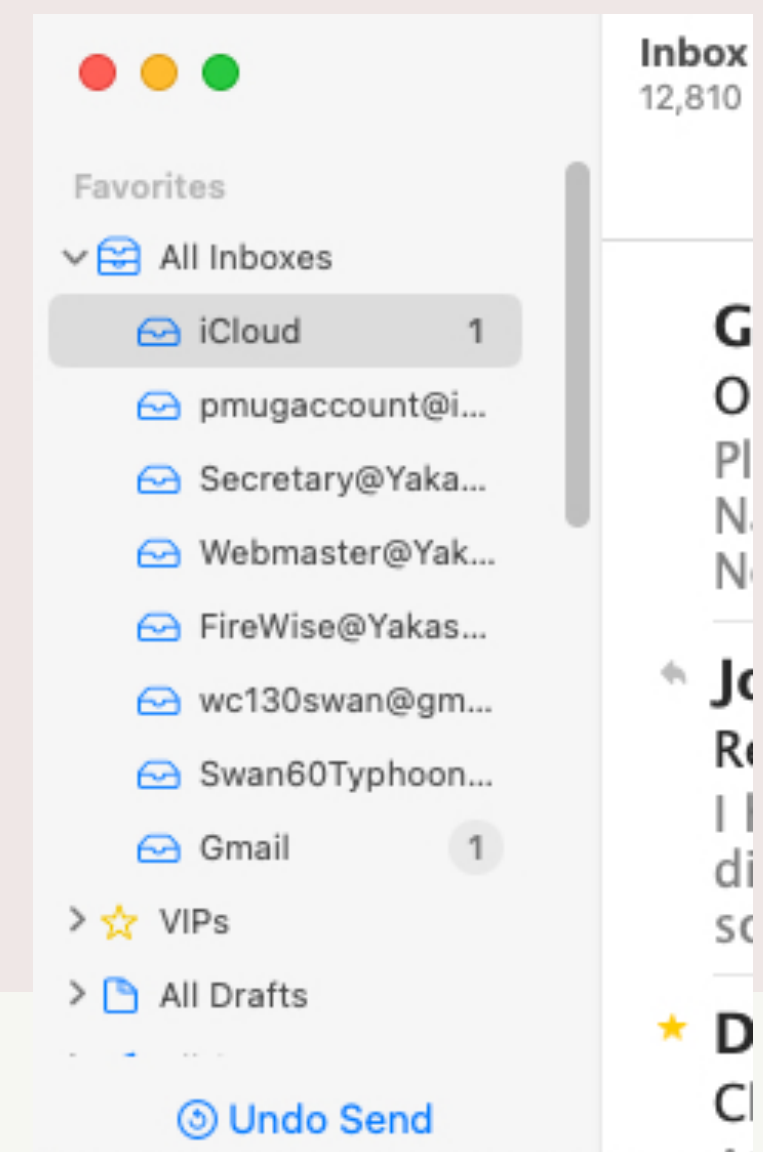 Inbox
12,810
Favorites
All Inboxes
iCloud 1
pmugaccount@i...
Secretary@Yaka...
Webmaster@Yak...
FireWise@Yakas...
wc130swan@gm...
Swan60Typhoon...
Gmail 1
VIPs
All Drafts
Undo Send